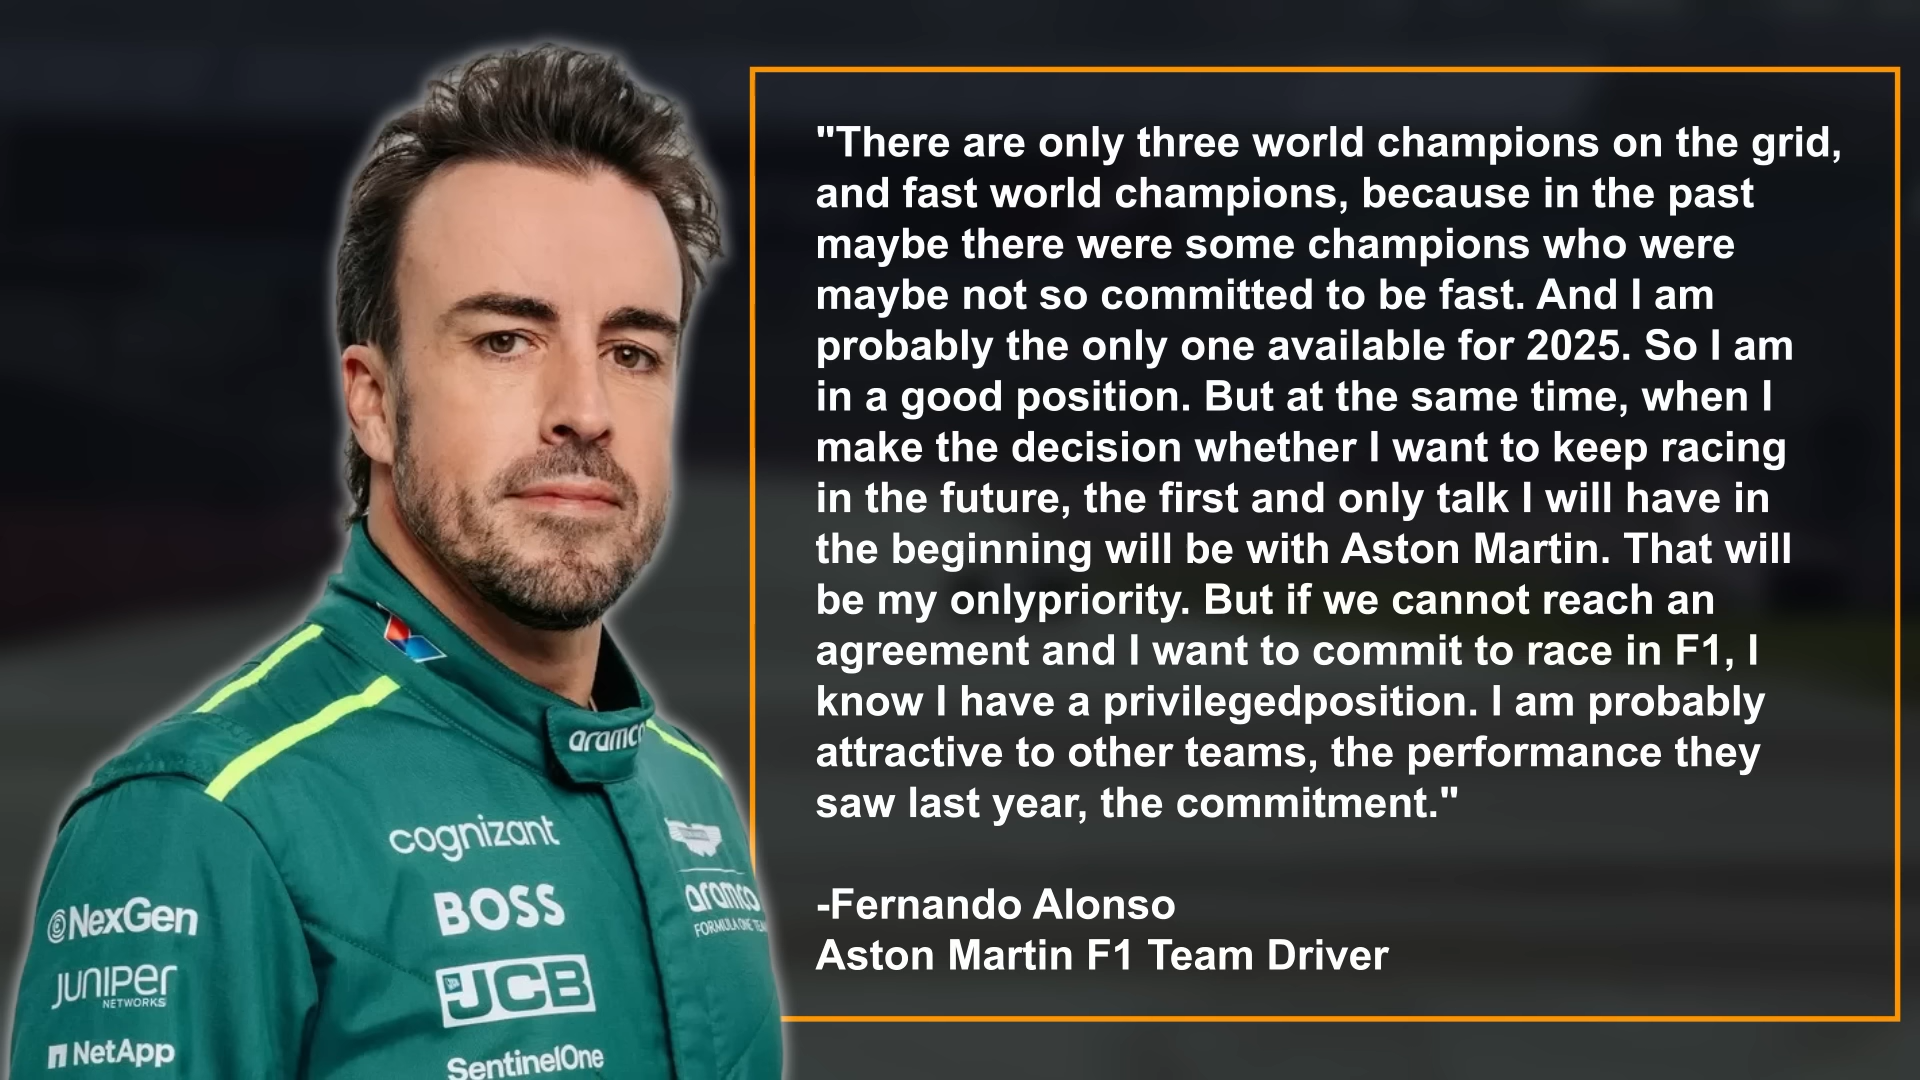 "There are only three world champions on the grid,
and fast world champions, because in the past
maybe there were some champions who were
maybe not so committed to be fast. And I am
probably the only one available for 2025. So I am
in a good position. But at the same time, when I
make the decision whether I want to keep racing
in the future, the first and only talk I will have in
the beginning will be with Aston Martin. That will
be my onlypriority. But if we cannot reach an
agreement and I want to commit to race in F1, I
know I have a privilegedposition. I am probably
attractive to other teams, the performance they
saw last year, the commitment."
-Fernando Alonso
Aston Martin F1 Team Driver
aramco
cognizant
BOSS
JCB
SentinelOne
aramco
FORMULA ONE TEAM
NexGen
JUNIPer
NETWORKS
NetApp